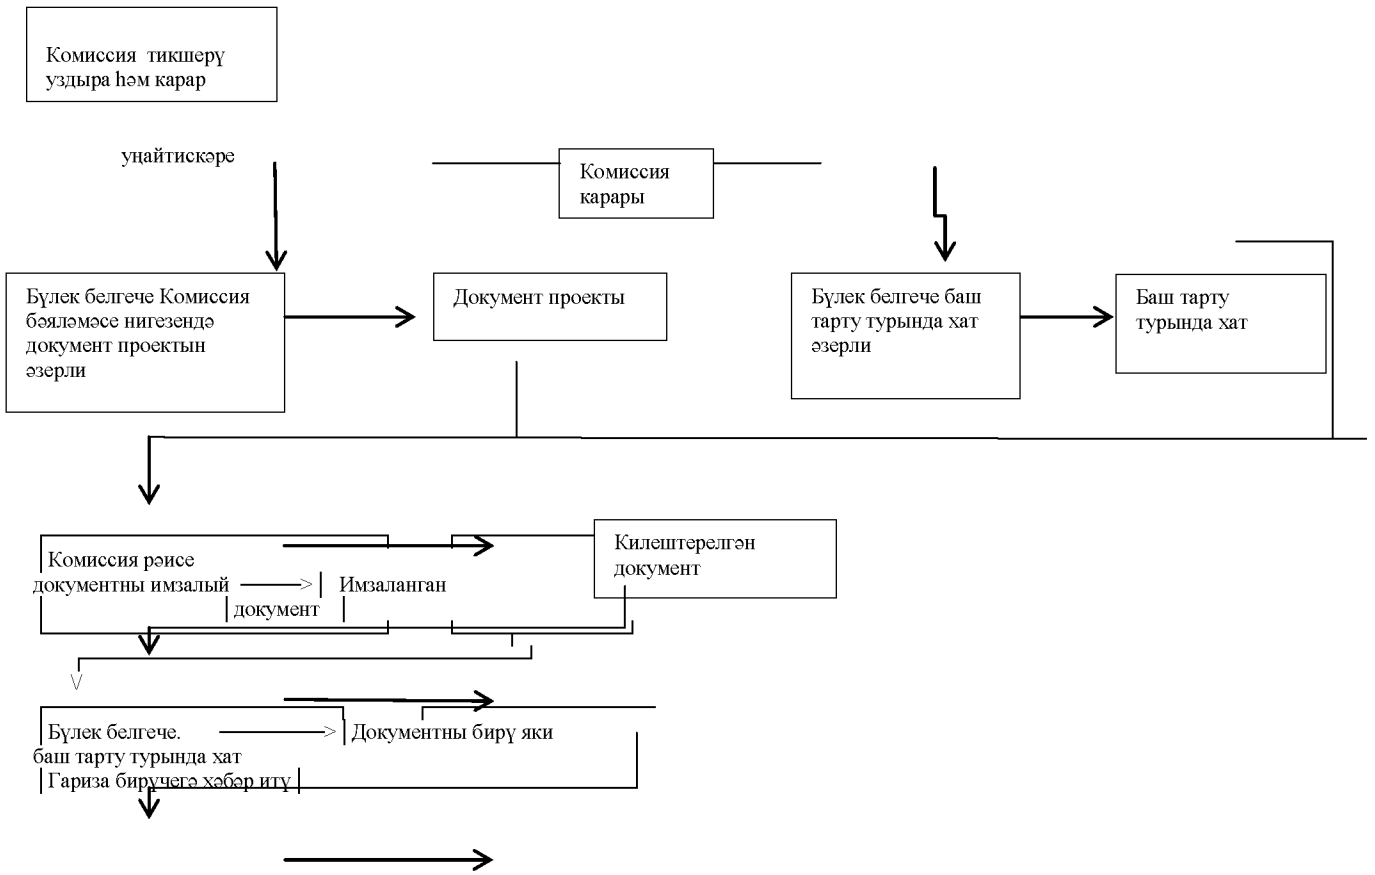 Комиссия тикшерү
уздыра һәм карар
уңайтискәре
Комиссия
карары
Бүлек белгече Комиссия
бәяләмәсе нигезендә
документ проектын
әзерли
Документ проекты
Бүлек белгече баш
тарту турында хат
әзерли
Баш тарту
турында хат
Килештерелгән
документ
Комиссия рәисе
документны имзалый ———> | Имзаланган
| документ |
\/
Бүлек белгече. ———> | Документны бирү яки
баш тарту турында хат
| Гариза бирүчегә хәбәр итү |